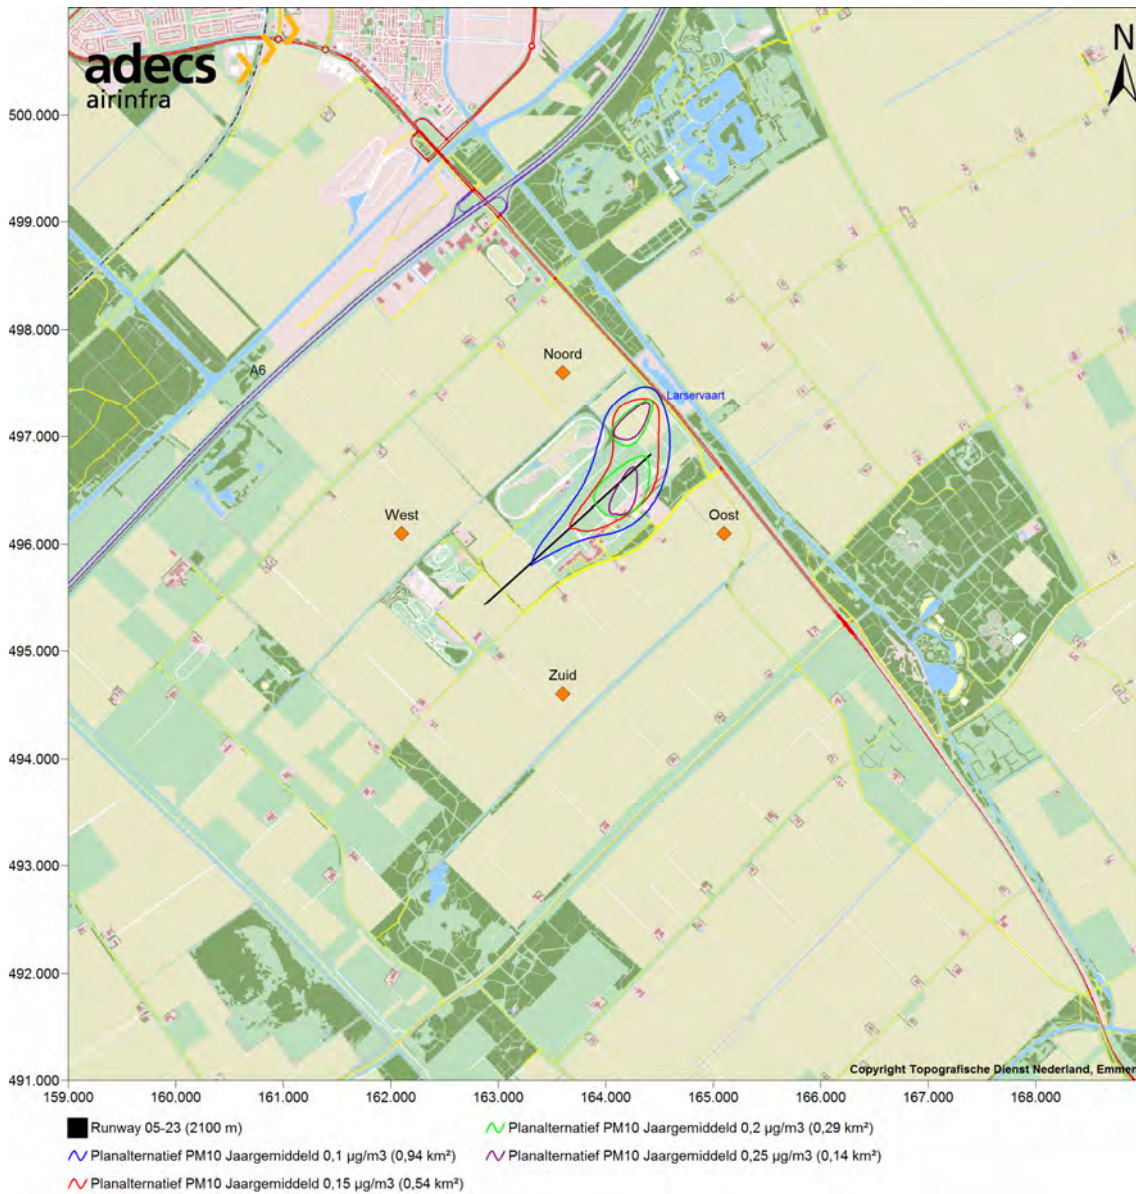 adecs
airinfra
N
500.000
499.000
498.000
497.000
496.000
495.000
494.000
493.000
492.000
491.000
A6
Noord
Larservaart
West
Oost
Zuid
Copyright Topografische Dienst Nederland, Emmen
159.000 160.000 161.000 162.000 163.000 164.000 165.000 166.000 167.000 168.000
Runway 05-23 (2100 m)
Planalternatief PM10 Jaargemiddeld 0,1 µg/m3 (0,94 km²)
Planalternatief PM10 Jaargemiddeld 0,15 µg/m3 (0,54 km²)
Planalternatief PM10 Jaargemiddeld 0,2 µg/m3 (0,29 km²)
Planalternatief PM10 Jaargemiddeld 0,25 µg/m3 (0,14 km²)